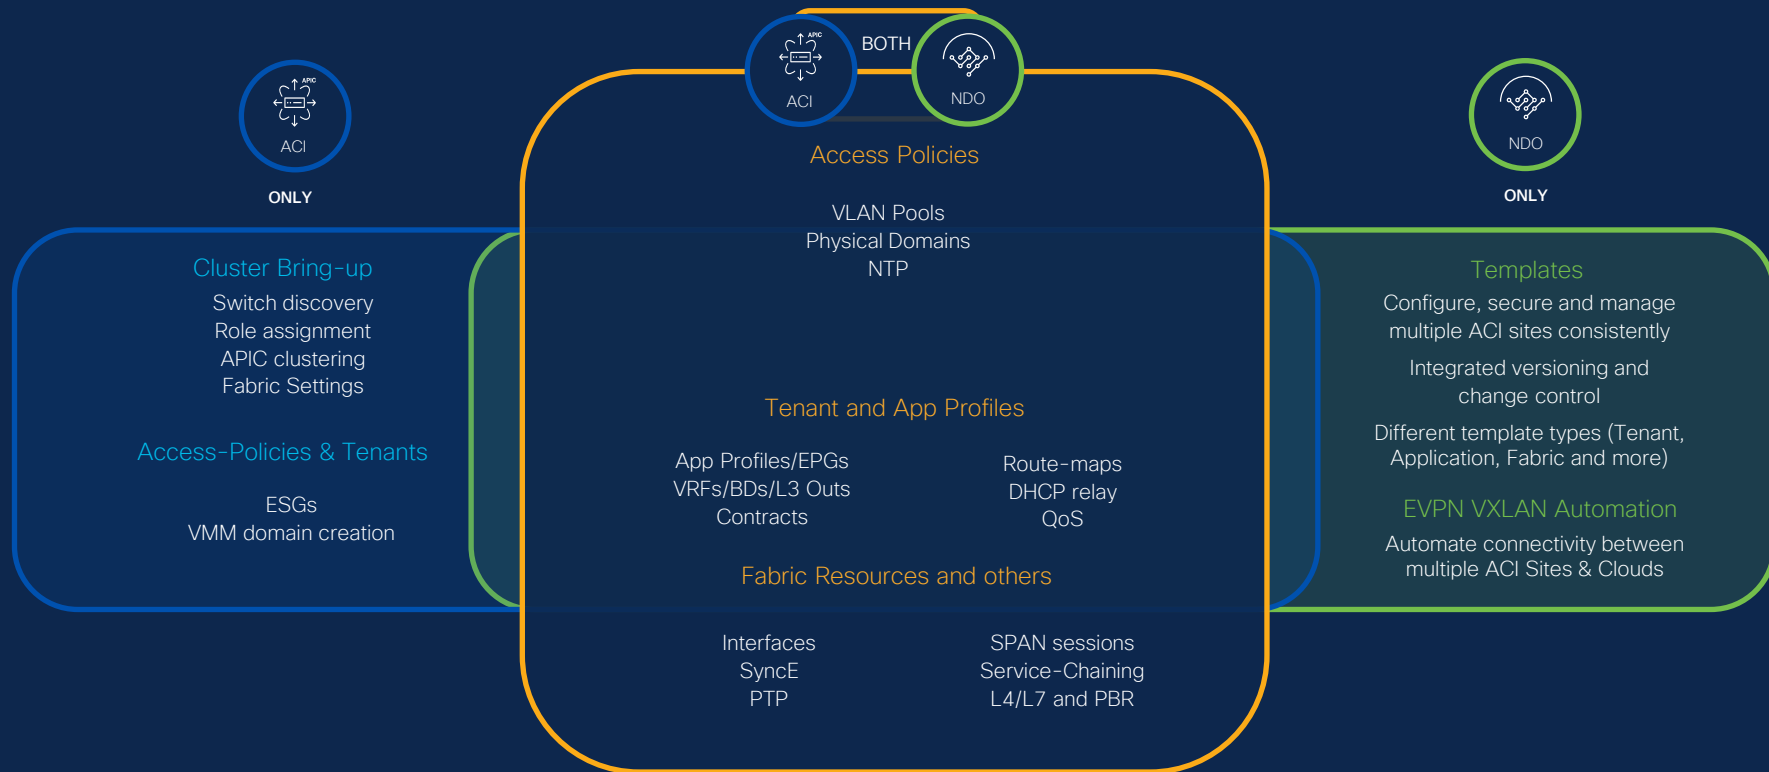 APIC
ACI
ONLY
Cluster Bring-up
Switch discovery
Role assignment
APIC clustering
Fabric Settings
Access-Policies & Tenants
ESGs
VMM domain creation
APIC
ACI
BOTH
NDO
Access Policies
VLAN Pools
Physical Domains
NTP
Tenant and App Profiles
App Profiles/EPGs
VRFs/BDs/L3 Outs
Contracts
Route-maps
DHCP relay
QoS
Fabric Resources and others
Interfaces
SyncE
PTP
SPAN sessions
Service-Chaining
L4/L7 and PBR
NDO
ONLY
Templates
Configure, secure and manage
multiple ACI sites consistently
Integrated versioning and
change control
Different template types (Tenant,
Application, Fabric and more)
EVPN VXLAN Automation
Automate connectivity between
multiple ACI Sites & Clouds